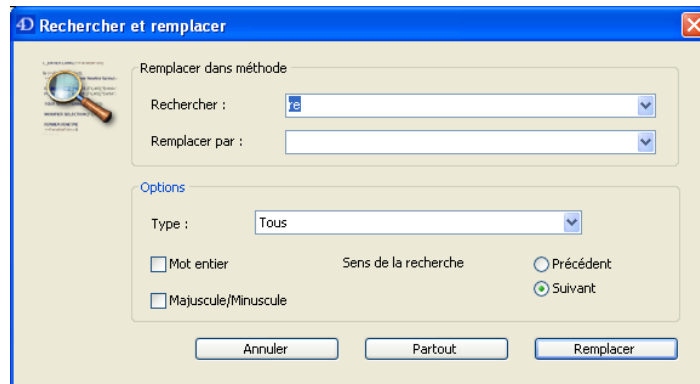 4D Rechercher et remplacer
Remplacer dans méthode
Rechercher : re
Remplacer par :
Options
Type : Tous
Mot entier Sens de la recherche Précédent
Majuscule/Minuscule Suivant
Annuler Partout Remplacer